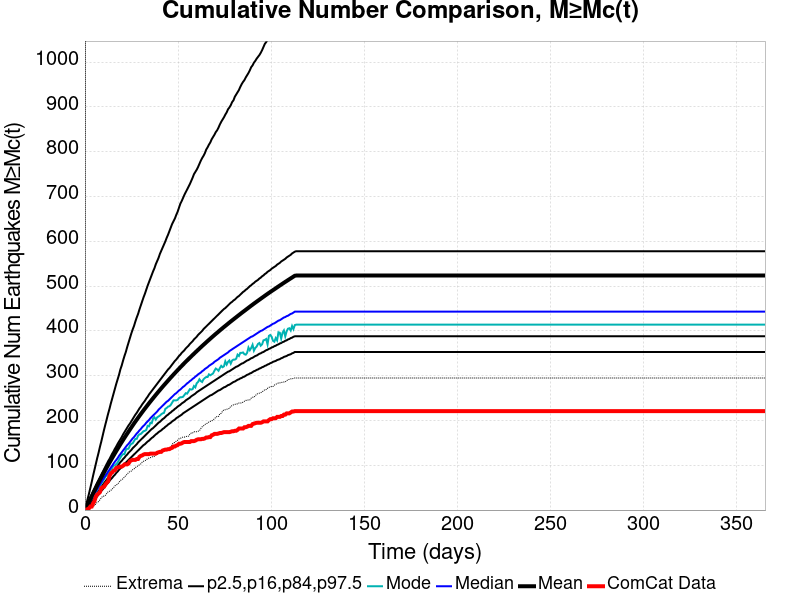 Cumulative Number Comparison, M≥Mc(t)
Cumulative Num Earthquakes M≥Mc(t)
1000
900
800
700
600
500
400
300
200
100
0
0 50 100 150 200 250 300 350
Time (days)
Extrema p2.5,p16,p84,p97.5 Mode Median Mean ComCat Data